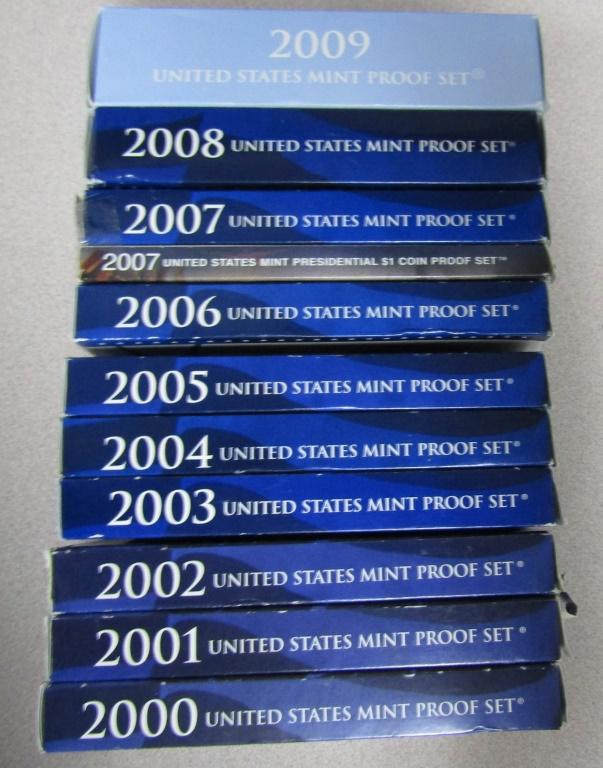 2009
UNITED STATES MINT PROOF SET®
2008 UNITED STATES MINT PROOF SET®
2007 UNITED STATES MINT PROOF SET®
2007 UNITED STATES MINT PRESIDENTIAL $1 COIN PROOF SET™
2006 UNITED STATES MINT PROOF SET®
2005 UNITED STATES MINT PROOF SET®
2004 UNITED STATES MINT PROOF SET®
2003 UNITED STATES MINT PROOF SET®
2002 UNITED STATES MINT PROOF SET®
2001 UNITED STATES MINT PROOF SET®
2000 UNITED STATES MINT PROOF SET®